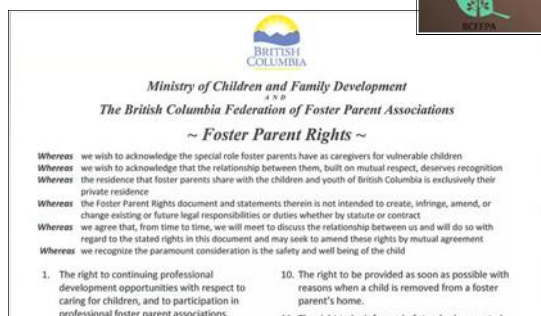 BCFFPA
BRITISH
COLUMBIA
Ministry of Children and Family Development
AND
The British Columbia Federation of Foster Parent Associations
~ Foster Parent Rights ~
Whereas we wish to acknowledge the special role foster parents have as caregivers for vulnerable children
Whereas we wish to acknowledge that the relationship between them, built on mutual respect, deserves recognition
Whereas the residence that foster parents share with the children and youth of British Columbia is exclusively their
private residence
Whereas the Foster Parent Rights document and statements therein is not intended to create, infringe, amend, or
change existing or future legal responsibilities or duties whether by statute or contract
Whereas we agree that, from time to time, we will meet to discuss the relationship between us and will do so with
regard to the stated rights in this document and may seek to amend these rights by mutual agreement
Whereas we recognize the paramount consideration is the safety and well being of the child
1. The right to continuing professional
development opportunities with respect to
caring for children, and to participation in
professional foster parent associations.
10. The right to be provided as soon as possible with
reasons when a child is removed from a foster
parent's home.